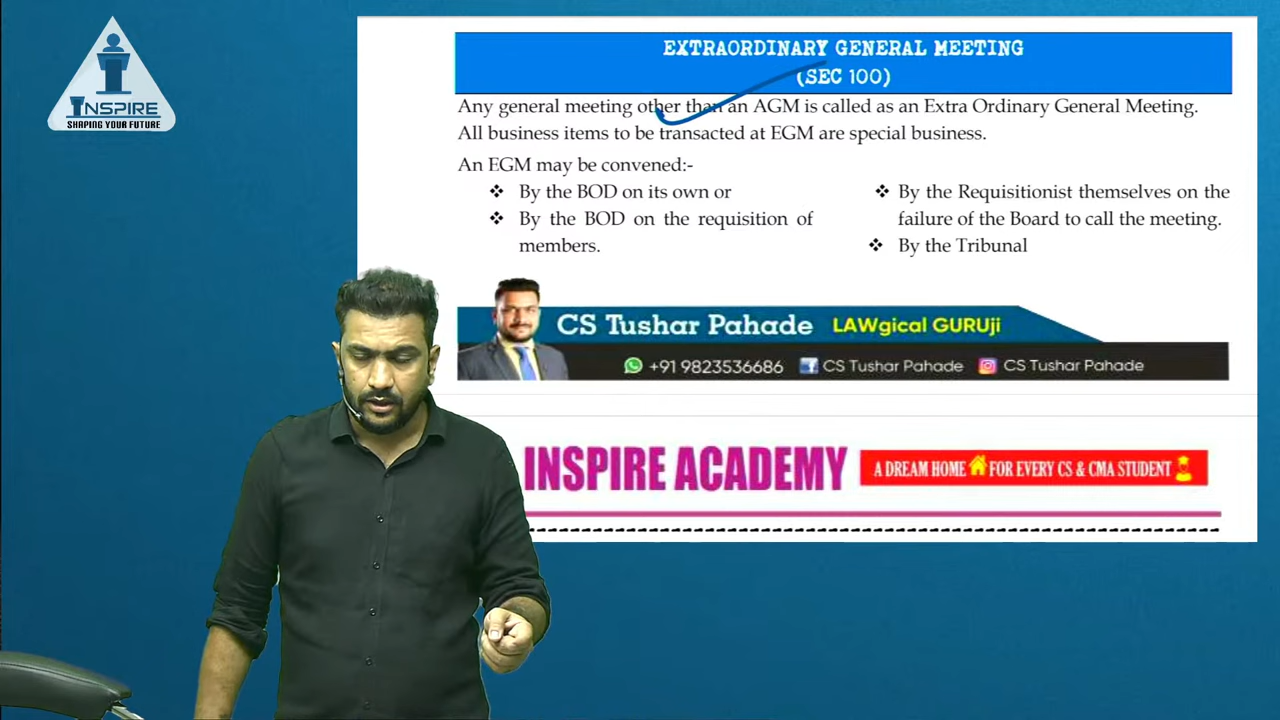 INSPIRE
SHAPING YOUR FUTURE
EXTRAORDINARY GENERAL MEETING
(SEC 100)
Any general meeting other than an AGM is called as an Extra Ordinary General Meeting.
All business items to be transacted at EGM are special business.
An EGM may be convened:-
❖ By the BOD on its own or
❖ By the BOD on the requisition of
members.
❖ By the Requisitionist themselves on the
failure of the Board to call the meeting.
❖ By the Tribunal
CS Tushar Pahade LAWgical GURUji
+91 9823536686 CS Tushar Pahade CS Tushar Pahade
INSPIRE ACADEMY
A DREAM HOME FOR EVERY CS & CMA STUDENT